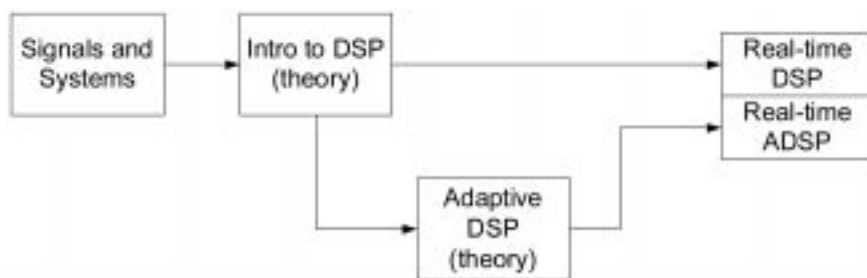 Signals and
Systems
Intro to DSP
(theory)
Real-time
DSP
Real-time
ADSP
Adaptive
DSP
(theory)